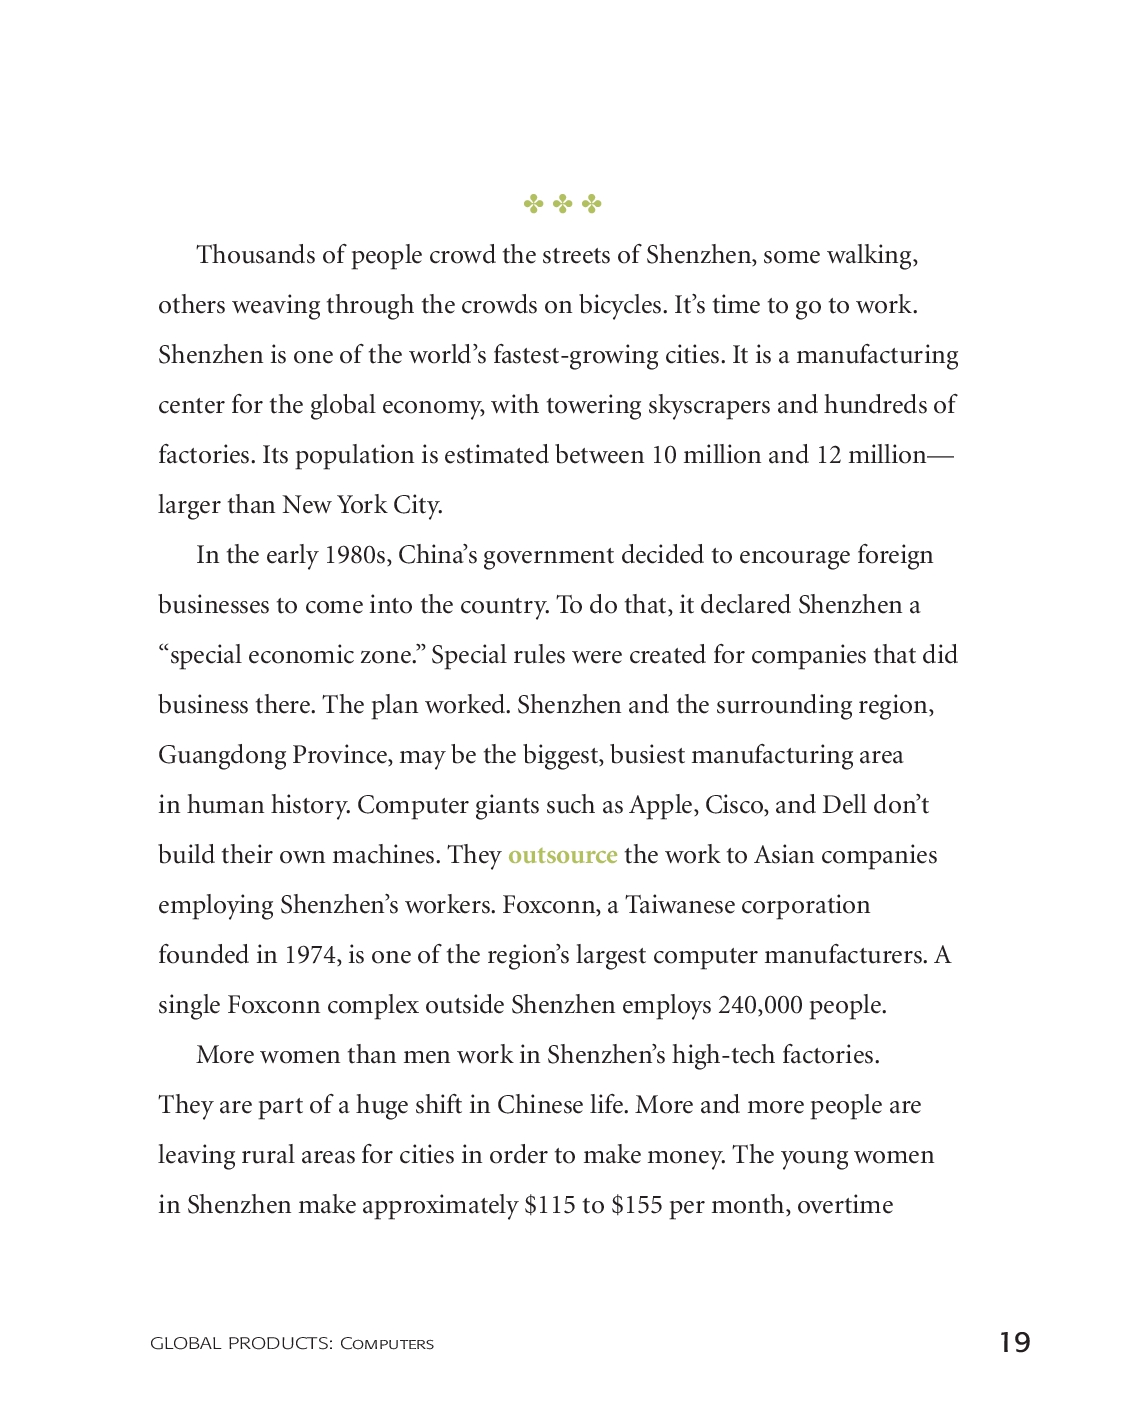 ✤ ✤ ✤
Thousands of people crowd the streets of Shenzhen, some walking,
others weaving through the crowds on bicycles. It’s time to go to work.
Shenzhen is one of the world’s fastest-growing cities. It is a manufacturing
center for the global economy, with towering skyscrapers and hundreds of
factories. Its population is estimated between 10 million and 12 million—
larger than New York City.
In the early 1980s, China’s government decided to encourage foreign
businesses to come into the country. To do that, it declared Shenzhen a
“special economic zone.” Special rules were created for companies that did
business there. The plan worked. Shenzhen and the surrounding region,
Guangdong Province, may be the biggest, busiest manufacturing area
in human history. Computer giants such as Apple, Cisco, and Dell don’t
build their own machines. They outsource the work to Asian companies
employing Shenzhen’s workers. Foxconn, a Taiwanese corporation
founded in 1974, is one of the region’s largest computer manufacturers. A
single Foxconn complex outside Shenzhen employs 240,000 people.
More women than men work in Shenzhen’s high-tech factories.
They are part of a huge shift in Chinese life. More and more people are
leaving rural areas for cities in order to make money. The young women
in Shenzhen make approximately $115 to $155 per month, overtime
GLOBAL PRODUCTS: COMPUTERS 19